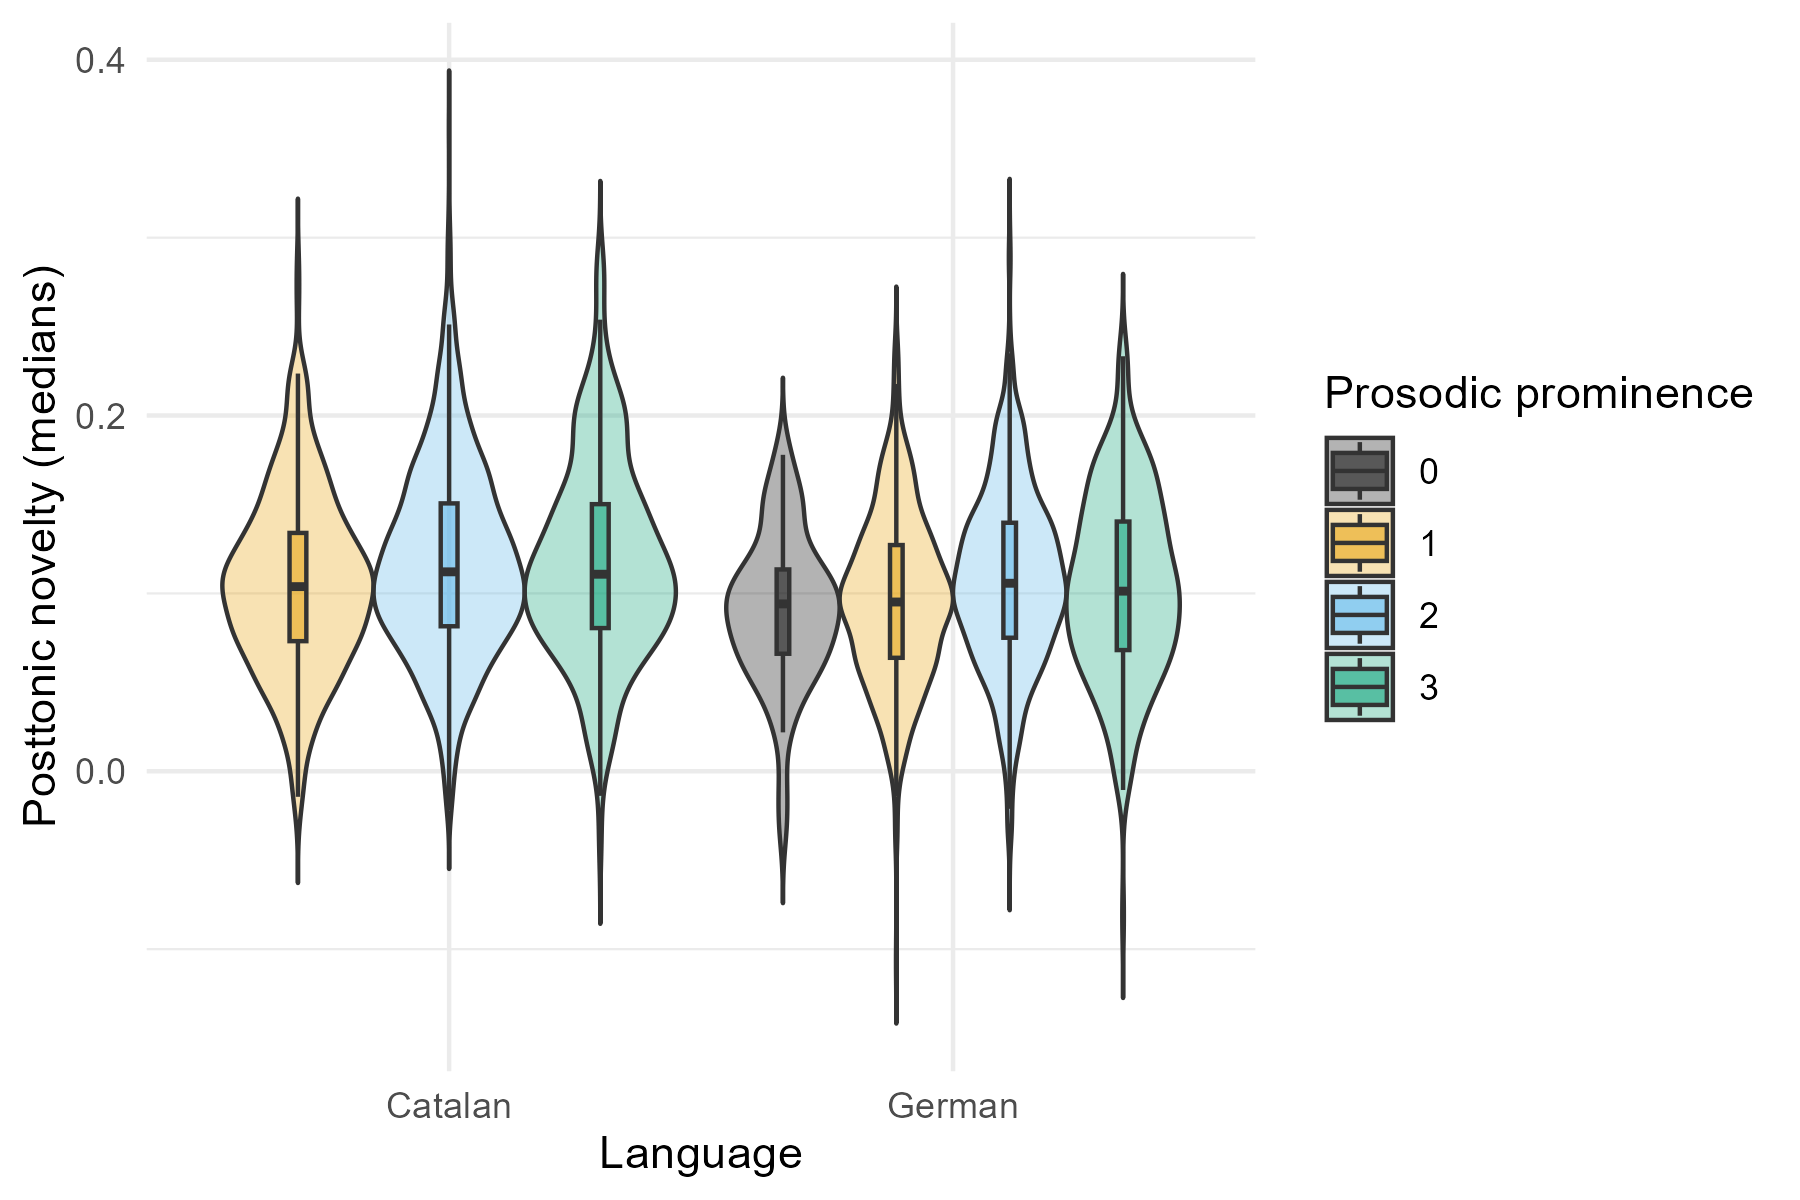 0.4
0.2
0.0
Posttonic novelty (medians)
Catalan
German
Language
Prosodic prominence
0
1
2
3